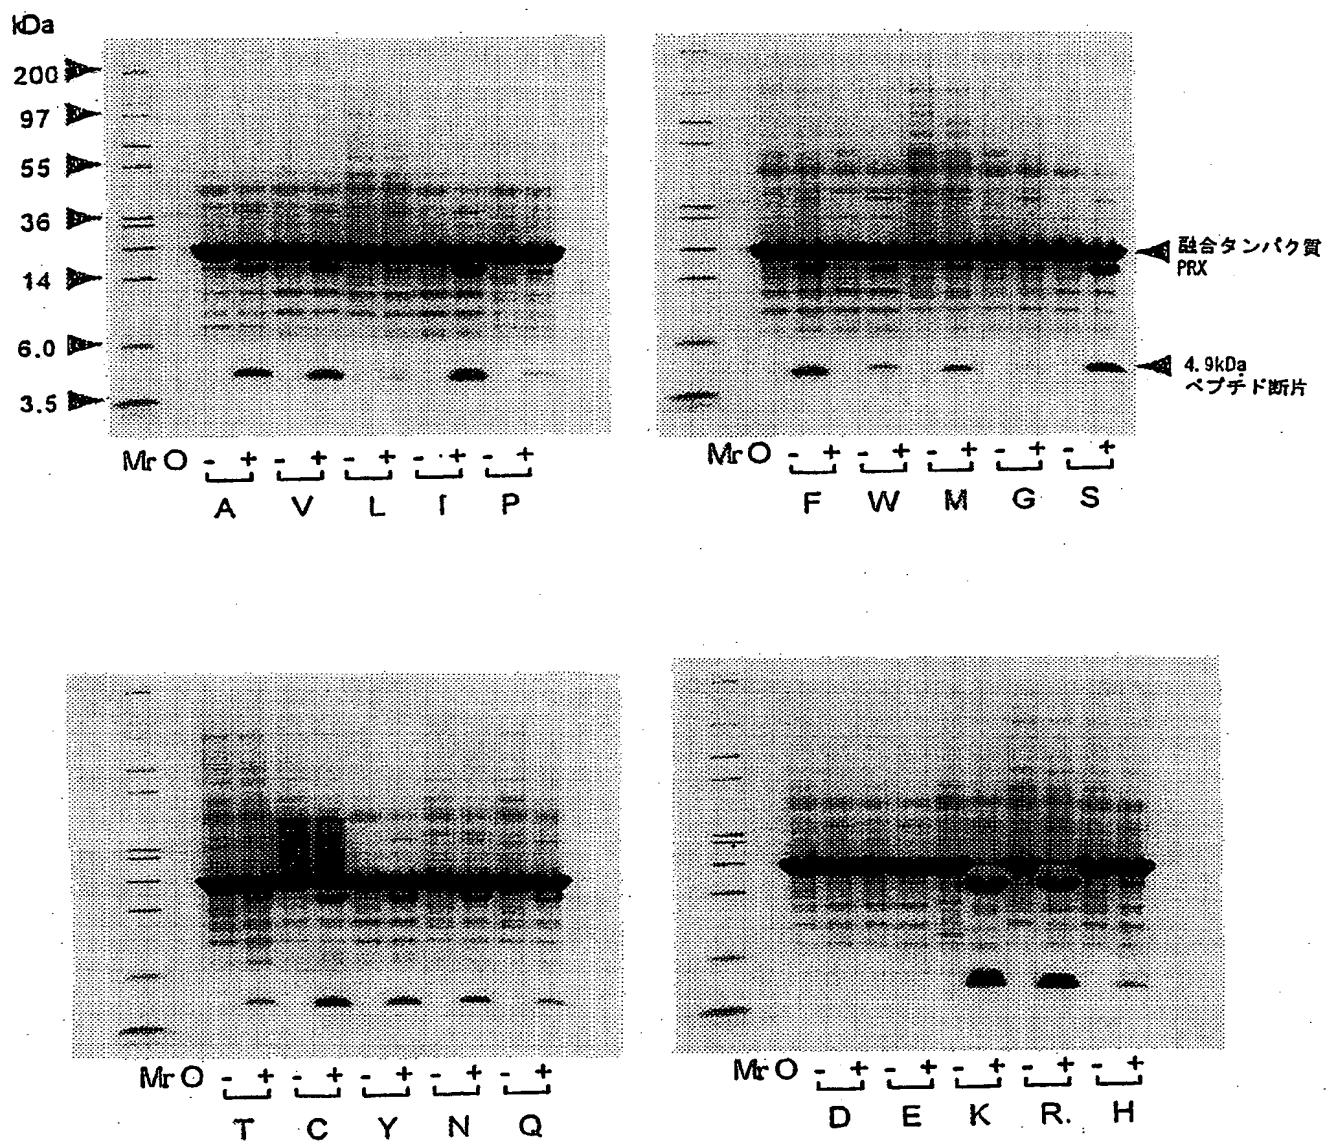 kDa
200
97
55
36
14
6.0
3.5
Mr O - + - + - + - + - +
A V L I P
融合タンパク質
PRX
4.9kDa
ペプチド断片
Mr O - + - + - + - + - +
F W M G S
Mr O - + - + - + - + - +
T C Y N Q
Mr O - + - + - + - + - +
D E K R. H